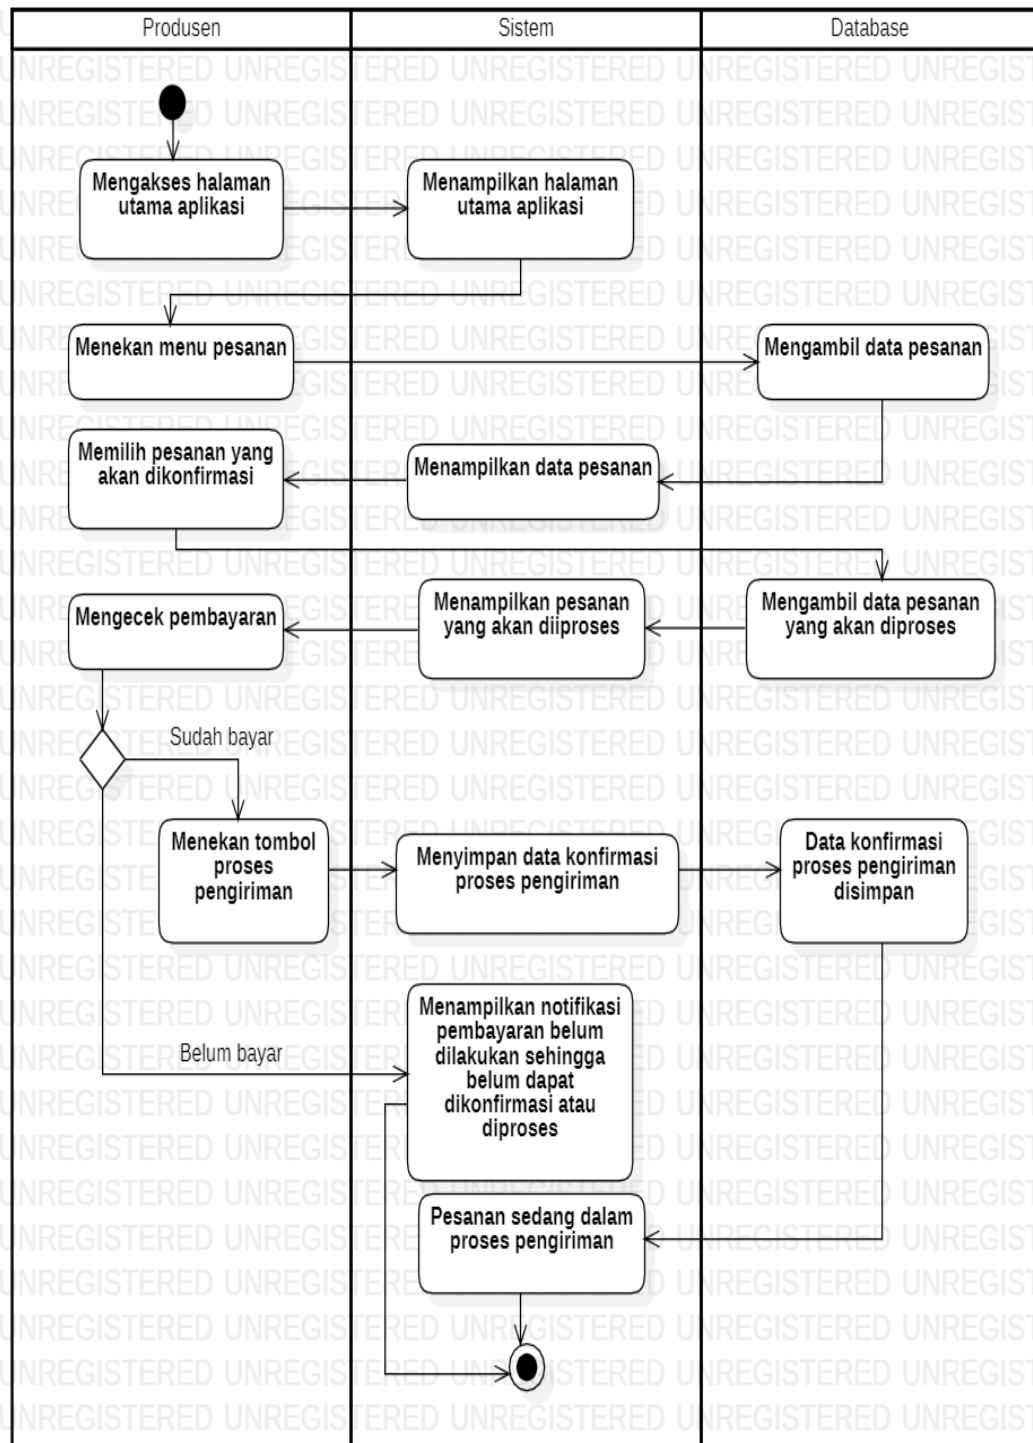 Produsen
Sistem
Database
Mengakses halaman
utama aplikasi
Menampilkan halaman
utama aplikasi
Menekan menu pesanan
Mengambil data pesanan
Memilih pesanan yang
akan dikonfirmasi
Menampilkan data pesanan
Mengecek pembayaran
Menampilkan pesanan
yang akan diiproses
Mengambil data pesanan
yang akan diproses
Sudah bayar
Menekan tombol
proses
pengiriman
Menyimpan data konfirmasi
proses pengiriman
Data konfirmasi
proses pengiriman
disimpan
Belum bayar
Menampilkan notifikasi
pembayaran belum
dilakukan sehingga
belum dapat
dikonfirmasi atau
diproses
Pesanan sedang dalam
proses pengiriman
UNREGISTERED